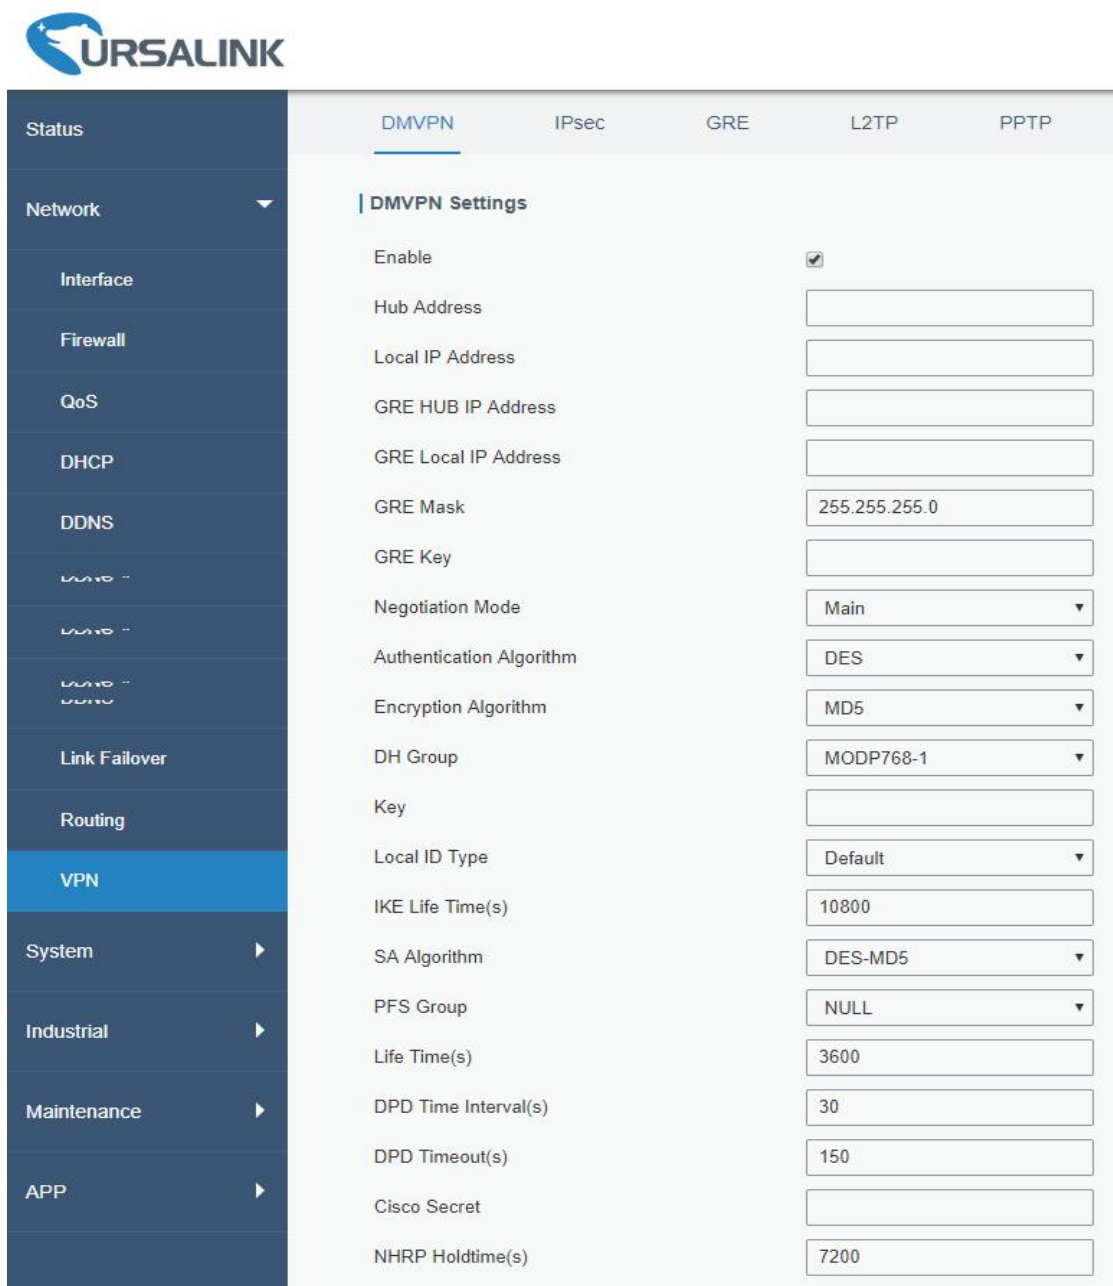 URSALINK
Status
Network
Interface
Firewall
QoS
DHCP
DDNS
Link Failover
Routing
VPN
System
Industrial
Maintenance
APP
DMVPN IPsec GRE L2TP PPTP
DMVPN Settings
Enable
Hub Address
Local IP Address
GRE HUB IP Address
GRE Local IP Address
GRE Mask 255.255.255.0
GRE Key
Negotiation Mode Main
Authentication Algorithm DES
Encryption Algorithm MD5
DH Group MODP768-1
Key
Local ID Type Default
IKE Life Time(s) 10800
SA Algorithm DES-MD5
PFS Group NULL
Life Time(s) 3600
DPD Time Interval(s) 30
DPD Timeout(s) 150
Cisco Secret
NHRP Holdtime(s) 7200